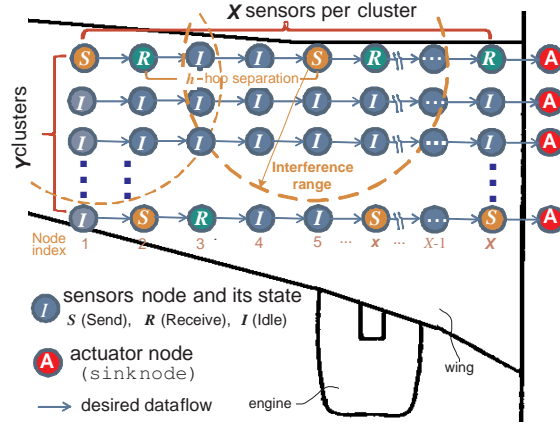 X sensors per cluster
S R I I S R ... R A
h-hop separation
I I I I I I ... I A
Y clusters
I I I I I I ... I A
Interference
range
I S R I I S ... S A
Node
index
1 2 3 4 5 ... x ... X-1 X
I sensors node and its state
S (Send), R (Receive), I (Idle)
A actuator node
(sinknode)
desired dataflow
engine
wing